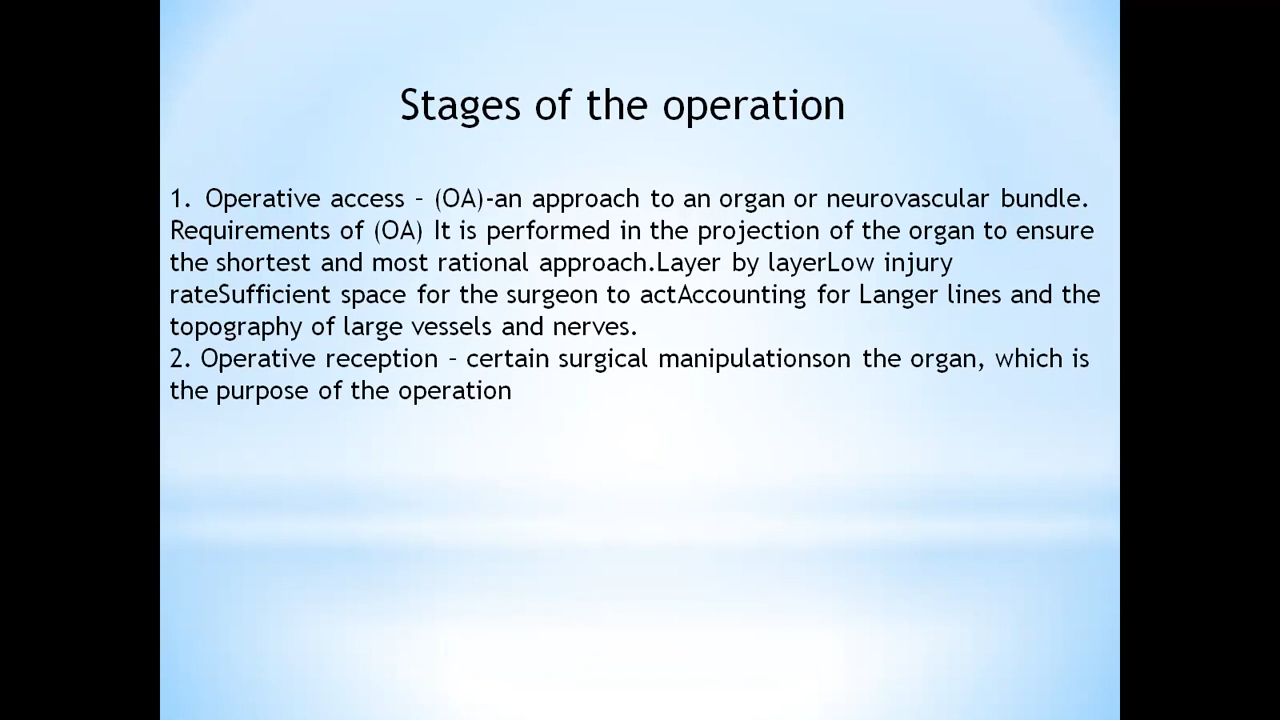 Stages of the operation
1. Operative access – (OA)-an approach to an organ or neurovascular bundle.
Requirements of (OA) It is performed in the projection of the organ to ensure
the shortest and most rational approach.Layer by layerLow injury
rateSufficient space for the surgeon to actAccounting for Langer lines and the
topography of large vessels and nerves.
2. Operative reception – certain surgical manipulationson the organ, which is
the purpose of the operation